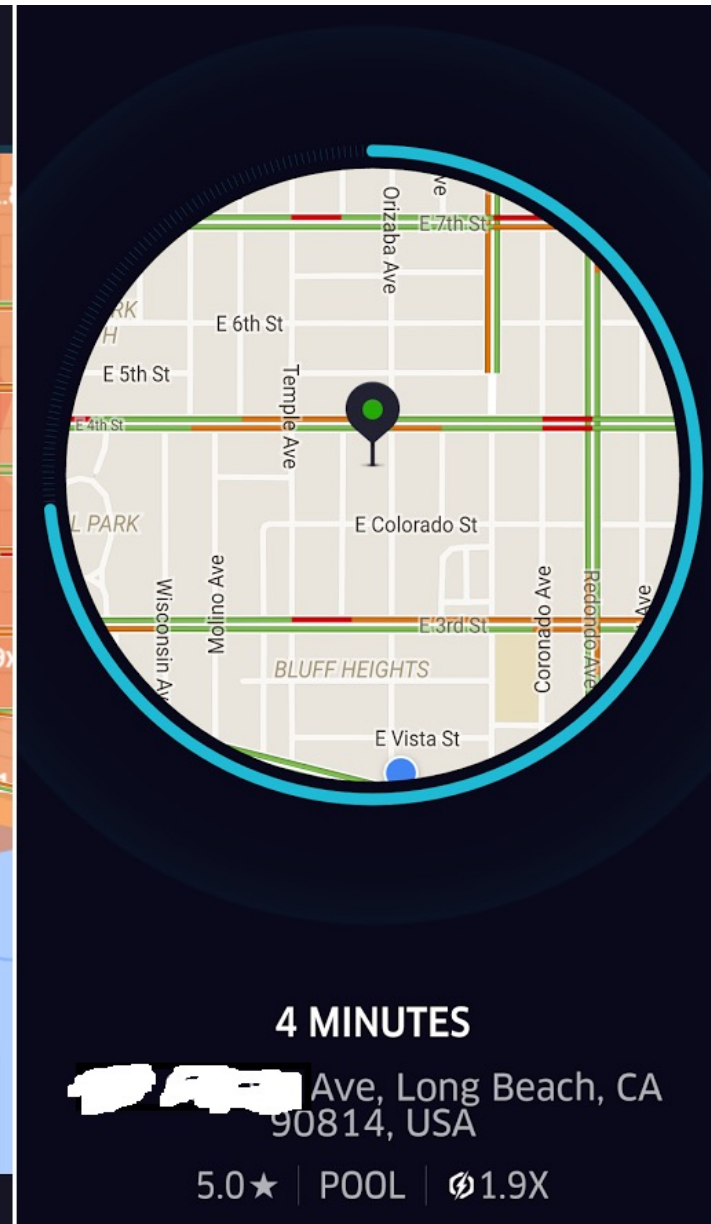 ve
Orizaba Ave
E 7th St
RK
H
E 6th St
E 5th St
Temple Ave
E 4th St
L PARK
E Colorado St
Wisconsin Av
Molino Ave
Coronado Ave
Redondo Ave
Ave
E 3rd St
BLUFF HEIGHTS
E Vista St
4 MINUTES
Ave, Long Beach, CA
90814, USA
5.0★ | POOL | 1.9X